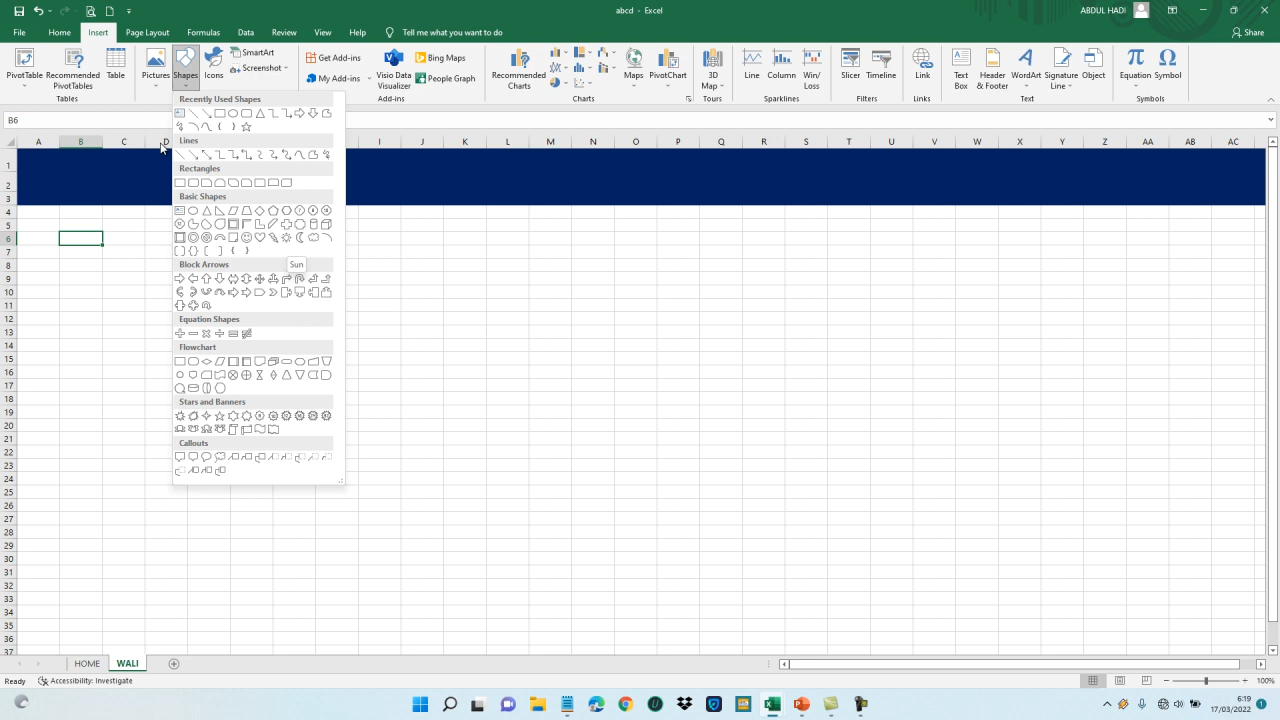 abcd - Excel
ABDUL HADI
File Home Insert Page Layout Formulas Data Review View Help Tell me what you want to do
Share
PivotTable
Recommended PivotTables
Table
Tables
Pictures
Shapes
Icons
SmartArt
Screenshot
Get Add-ins
My Add-ins
Visio Data Visualizer
Bing Maps
People Graph
Add-ins
Recommended Charts
Maps
PivotChart
Charts
3D Map
Tours
Line
Column
Win/Loss
Sparklines
Slicer
Timeline
Filters
Link
Links
Text Box
Header & Footer
WordArt
Signature Line
Object
Text
Equation
Symbol
Symbols
B6
Recently Used Shapes
Lines
Rectangles
Basic Shapes
Block Arrows
Sun
Equation Shapes
Flowchart
Stars and Banners
Callouts
A B C D I J K L M N O P Q R S T U V W X Y Z AA AB AC
1
2
3
4
5
6
7
8
9
10
11
12
13
14
15
16
17
18
19
20
21
22
23
24
25
26
27
28
29
30
31
32
33
34
35
36
37
HOME WALI
Ready Accessibility: Investigate
100%
6:19
17/03/2022